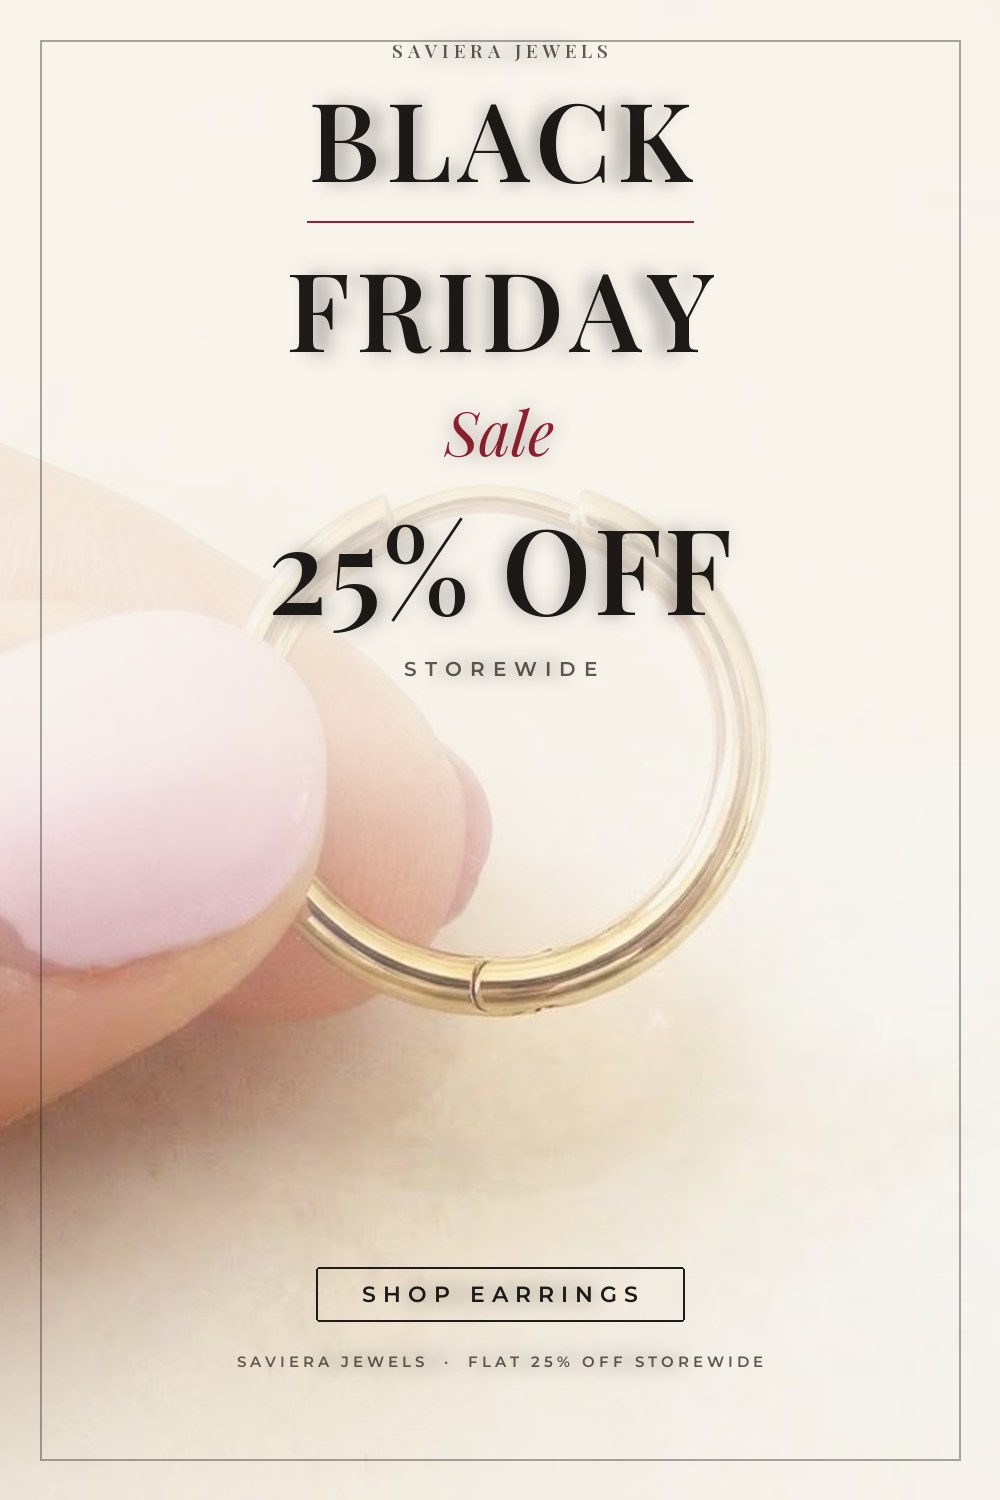 SAVIERA JEWELS
BLACK
FRIDAY
Sale
25% OFF
STOREWIDE
SHOP EARRINGS
SAVIERA JEWELS · FLAT 25% OFF STOREWIDE